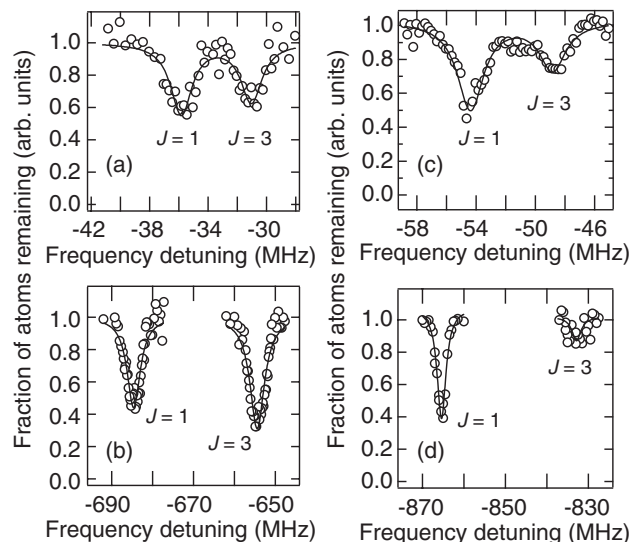 Fraction of atoms remaining (arb. units)
1.0
0.8
0.6
0.4
0.2
0.0
J = 1
J = 3
(a)
-42
-38
-34
-30
Frequency detuning (MHz)
1.0
0.8
0.6
0.4
0.2
0.0
J = 1
J = 3
(b)
-690
-670
-650
Frequency detuning (MHz)
Fraction of atoms remaining (arb. units)
1.0
0.8
0.6
0.4
0.2
0.0
J = 1
J = 3
(c)
-58
-54
-50
-46
Frequency detuning (MHz)
1.0
0.8
0.6
0.4
0.2
0.0
J = 1
J = 3
(d)
-870
-850
-830
Frequency detuning (MHz)